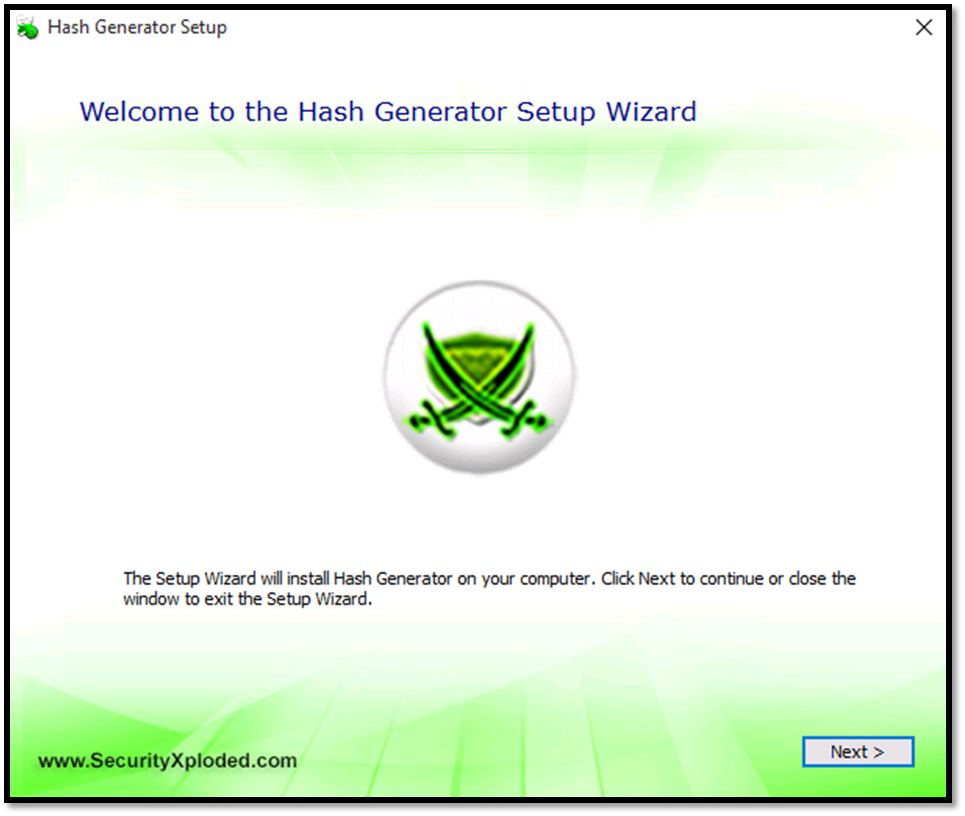 Hash Generator Setup
Welcome to the Hash Generator Setup Wizard
The Setup Wizard will install Hash Generator on your computer. Click Next to continue or close the
window to exit the Setup Wizard.
www.SecurityXploded.com
Next >